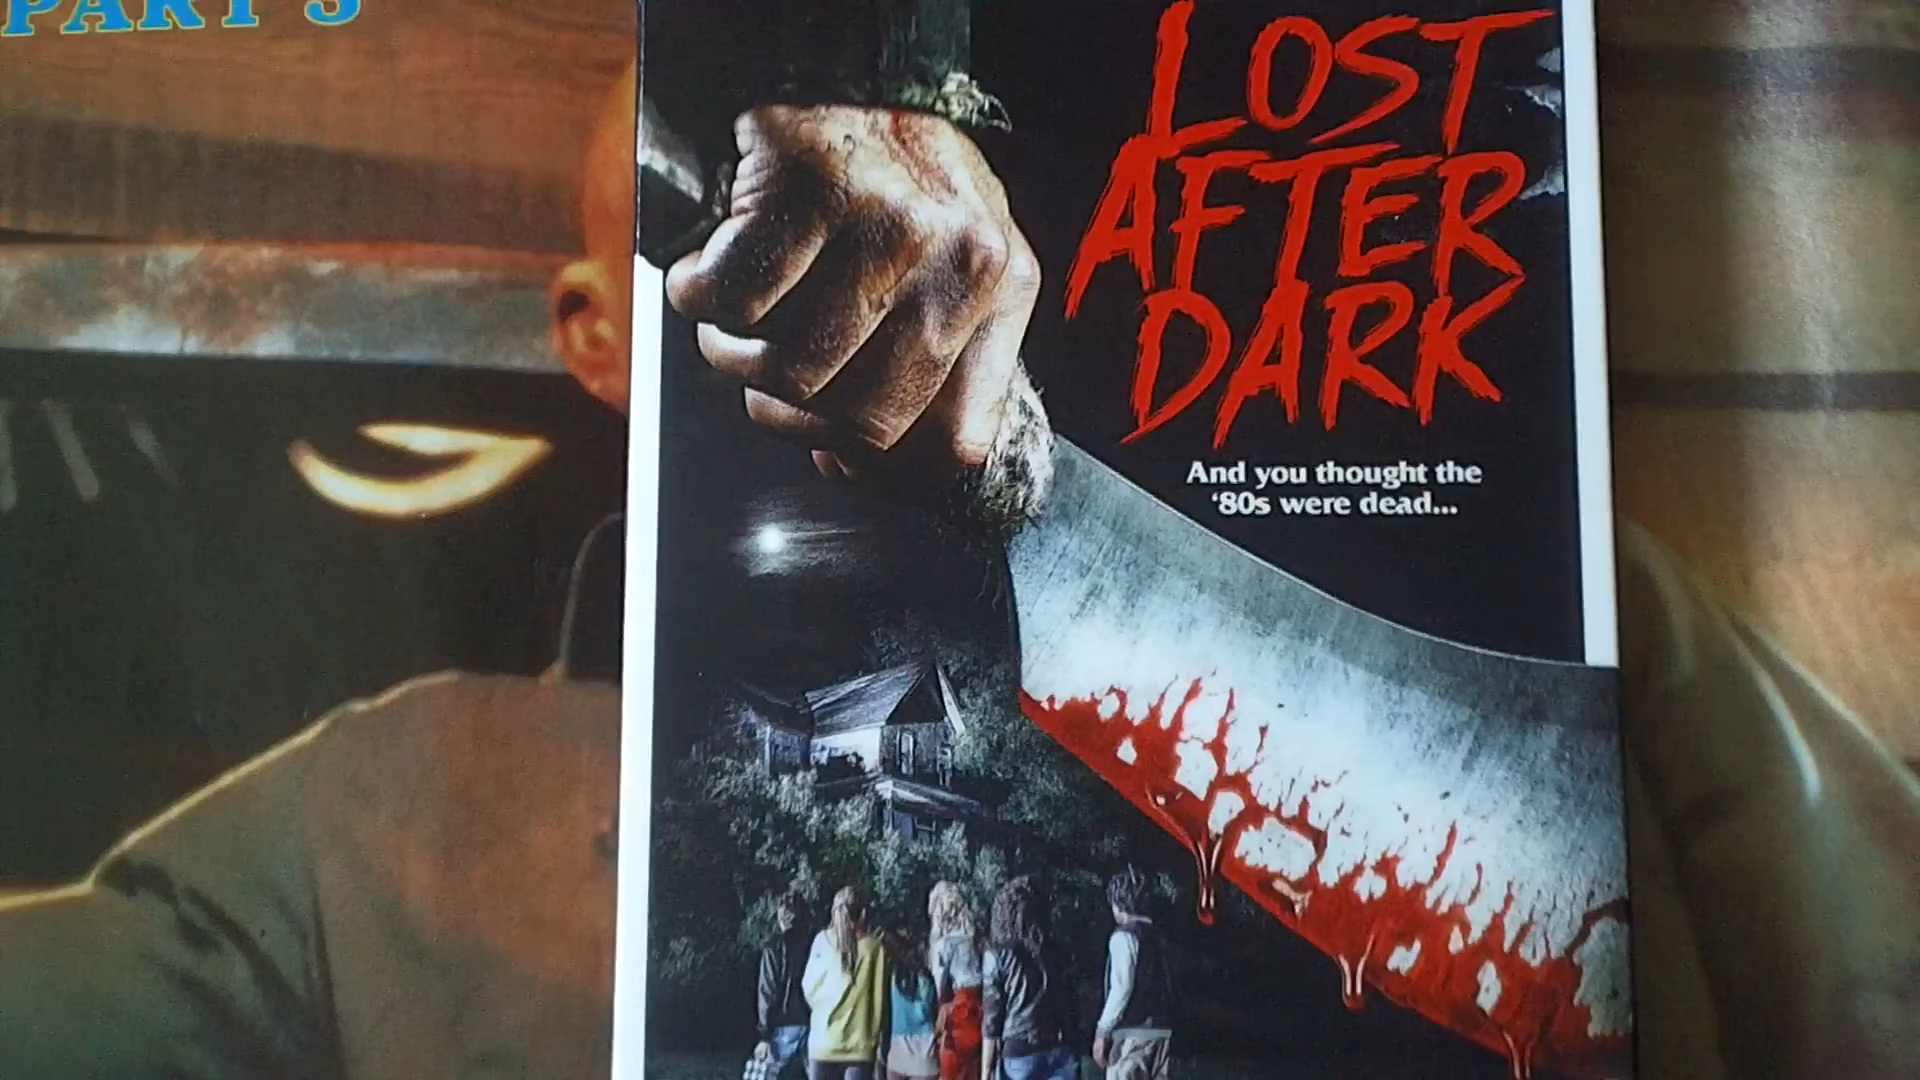 PART 3
LOST
AFTER
DARK
And you thought the
‘80s were dead...